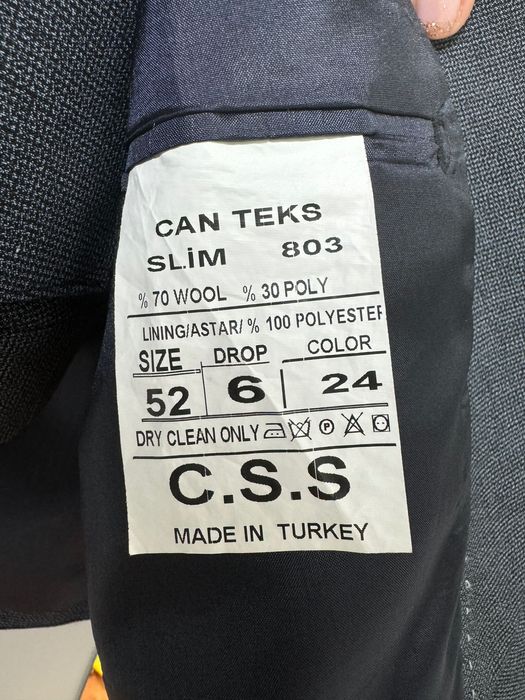 CAN TEKS
SLİM 803
% 70 WOOL % 30 POLY
LINING/ASTAR/ % 100 POLYESTER
SIZE DROP COLOR
52 6 24
DRY CLEAN ONLY P
C.S.S
MADE IN TURKEY